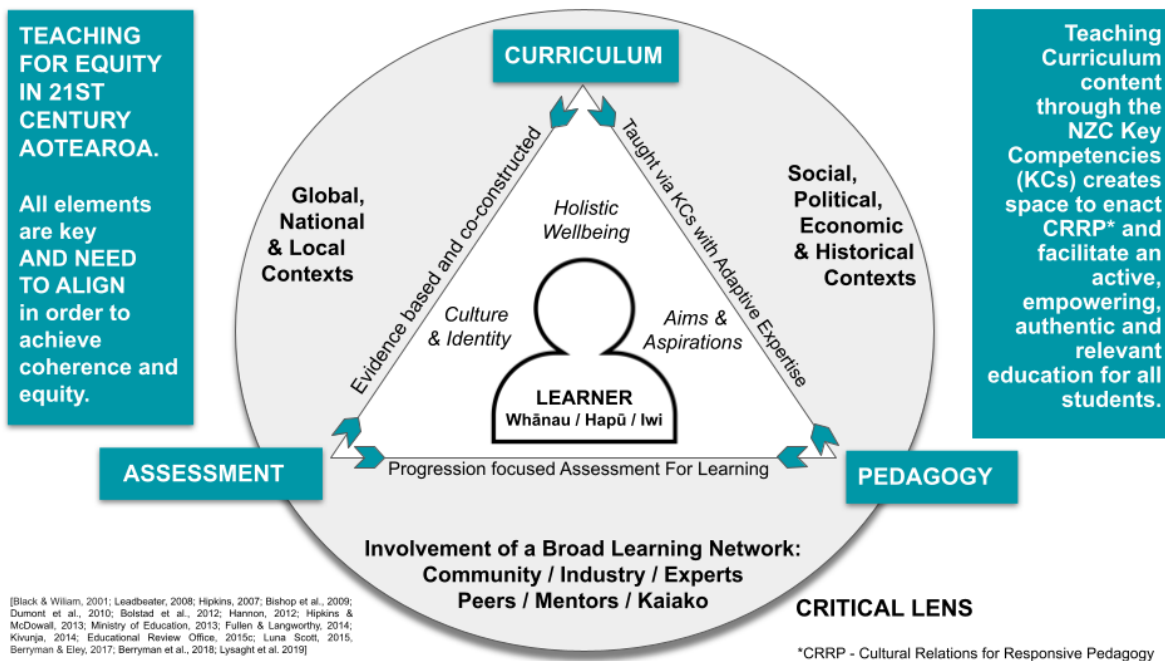 TEACHING
FOR EQUITY
IN 21ST
CENTURY
AOTEAROA.
All elements
are key
AND NEED
TO ALIGN
in order to
achieve
coherence and
equity.
CURRICULUM
Teaching
Curriculum
content
through the
NZC Key
Competencies
(KCs) creates
space to enact
CRRP* and
facilitate an
active,
empowering,
authentic and
relevant
education for all
students.
Global,
National
& Local
Contexts
Evidence based and co-constructed
Taught via KCs with Adaptive Expertise
Social,
Political,
Economic
& Historical
Contexts
Holistic
Wellbeing
Culture
& Identity
Aims &
Aspirations
LEARNER
Whānau / Hapū / Iwi
ASSESSMENT
Progression focused Assessment For Learning
PEDAGOGY
Involvement of a Broad Learning Network:
Community / Industry / Experts
Peers / Mentors / Kaiako
[Black & Wiliam, 2001; Leadbeater, 2008; Hipkins, 2007; Bishop et al., 2009;
Dumont et al., 2010; Bolstad et al., 2012; Hannon, 2012; Hipkins &
McDowall, 2013; Ministry of Education, 2013; Fullen & Langworthy, 2014;
Kivunja, 2014; Educational Review Office, 2015c; Luna Scott, 2015,
Berryman & Eley, 2017; Berryman et al., 2018; Lysaght et al. 2019]
CRITICAL LENS
*CRRP - Cultural Relations for Responsive Pedagogy